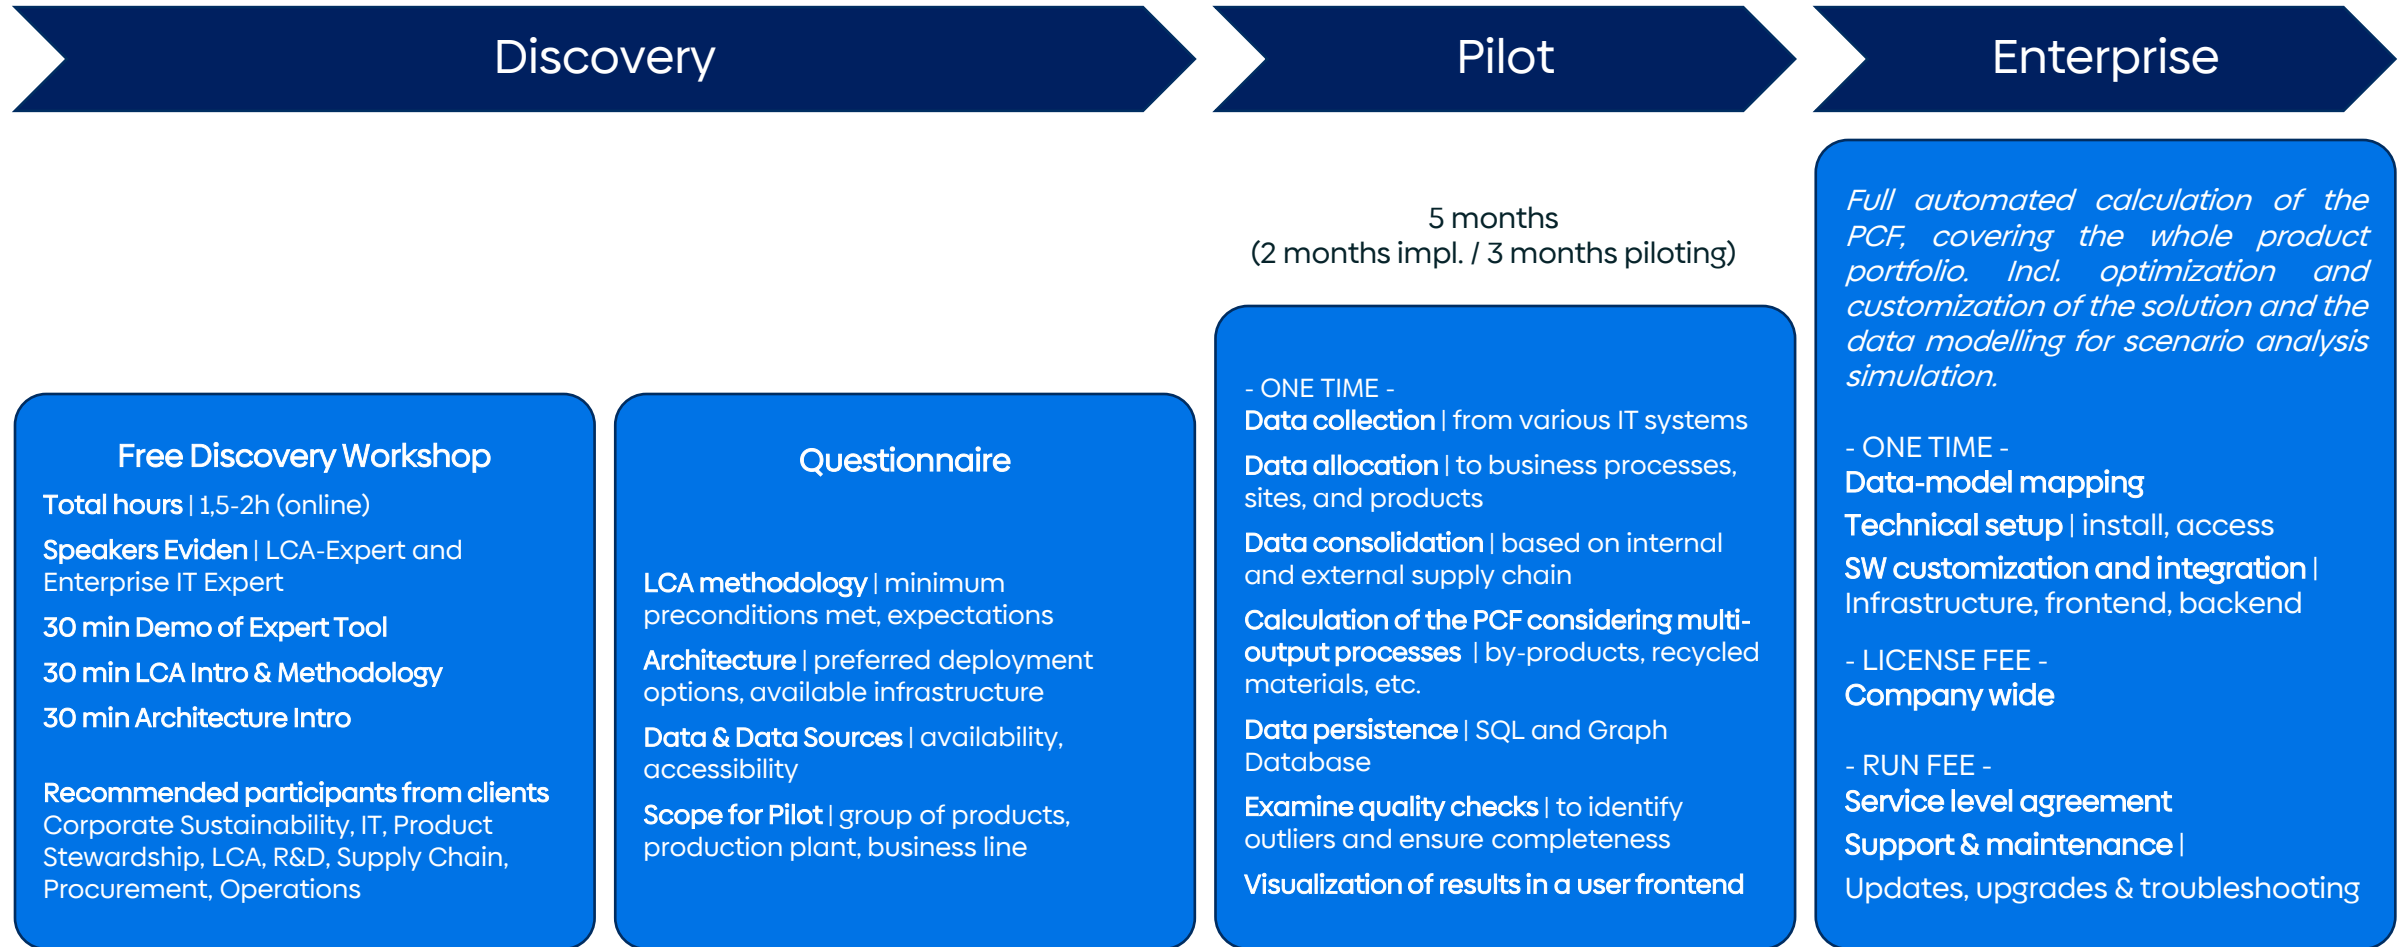 Discovery
Pilot
Enterprise
Free Discovery Workshop
Total hours | 1,5-2h (online)
Speakers Eviden | LCA-Expert and
Enterprise IT Expert
30 min Demo of Expert Tool
30 min LCA Intro & Methodology
30 min Architecture Intro
Recommended participants from clients
Corporate Sustainability, IT, Product
Stewardship, LCA, R&D, Supply Chain,
Procurement, Operations
Questionnaire
LCA methodology | minimum
preconditions met, expectations
Architecture | preferred deployment
options, available infrastructure
Data & Data Sources | availability,
accessibility
Scope for Pilot | group of products,
production plant, business line
5 months
(2 months impl. / 3 months piloting)
- ONE TIME -
Data collection | from various IT systems
Data allocation | to business processes,
sites, and products
Data consolidation | based on internal
and external supply chain
Calculation of the PCF considering multi-
output processes | by-products, recycled
materials, etc.
Data persistence | SQL and Graph
Database
Examine quality checks | to identify
outliers and ensure completeness
Visualization of results in a user frontend
Full automated calculation of the
PCF, covering the whole product
portfolio. Incl. optimization and
customization of the solution and the
data modelling for scenario analysis
simulation.
- ONE TIME -
Data-model mapping
Technical setup | install, access
SW customization and integration |
Infrastructure, frontend, backend
- LICENSE FEE -
Company wide
- RUN FEE -
Service level agreement
Support & maintenance |
Updates, upgrades & troubleshooting